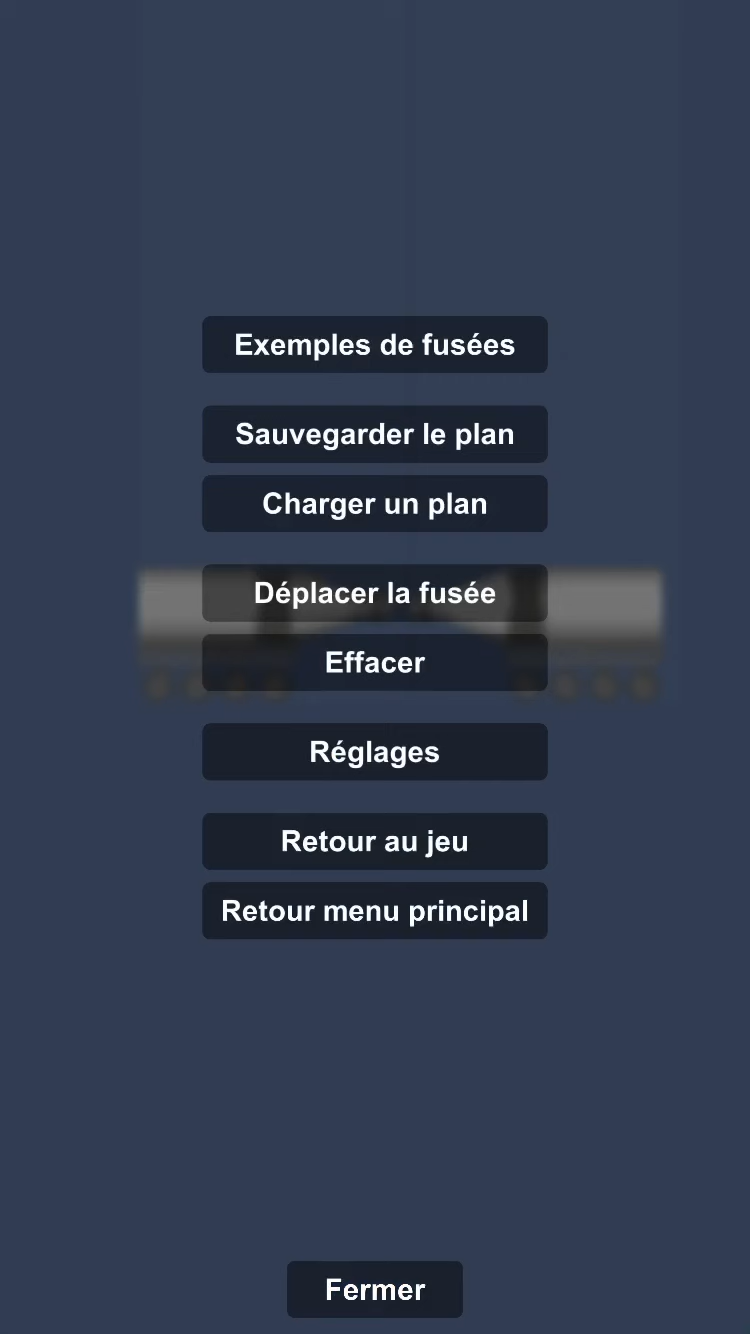 Exemples de fusées
Sauvegarder le plan
Charger un plan
Déplacer la fusée
Effacer
Réglages
Retour au jeu
Retour menu principal
Fermer